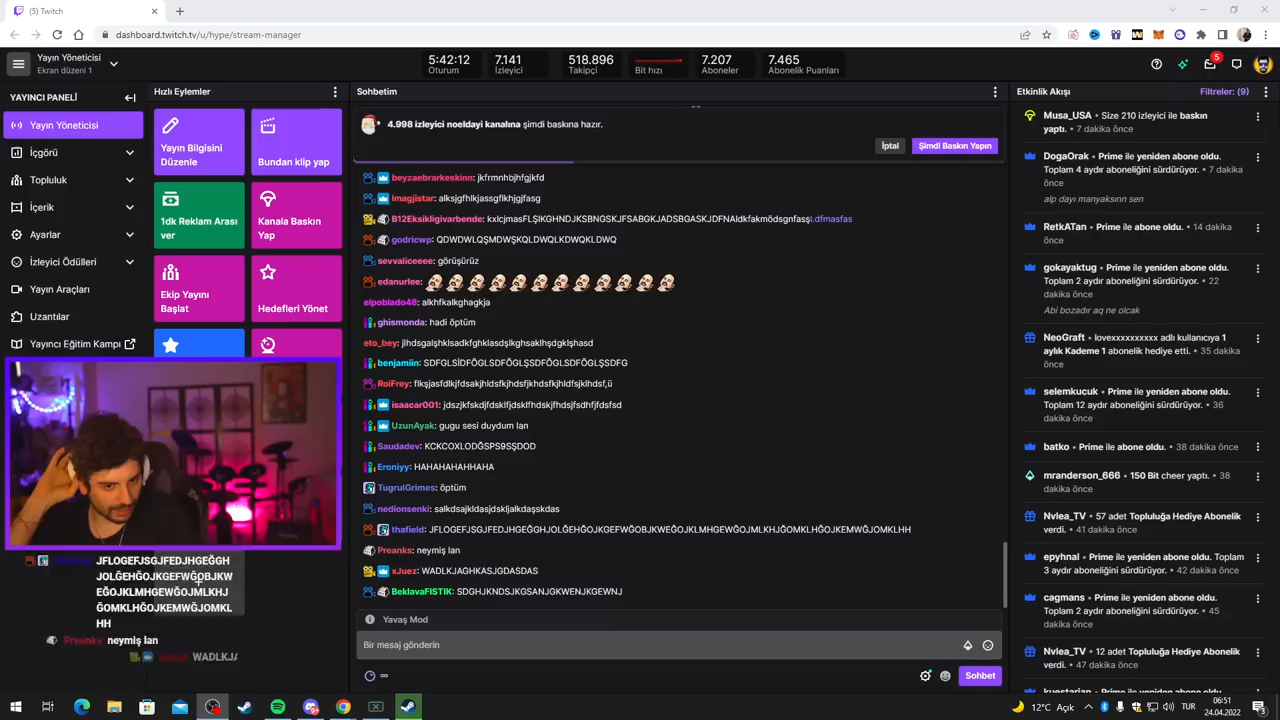 (5) Twitch
dashboard.twitch.tv/u/hype/stream-manager
Yayın Yöneticisi
Ekran düzeni 1
5:42:12
Oturum
7.141
İzleyici
518.896
Takipçi
Bit hızı
7.207
Aboneler
7.465
Abonelik Puanları
5
YAYINCI PANELİ
Yayın Yöneticisi
İçgörü
Topluluk
İçerik
Ayarlar
İzleyici Ödülleri
Yayın Araçları
Uzantılar
Yayıncı Eğitim Kampı
Hızlı Eylemler
Yayın Bilgisini
Düzenle
Bundan klip yap
1dk Reklam Arası
ver
Kanala Baskın
Yap
Ekip Yayını
Başlat
Hedefleri Yönet
Sohbetim
4.998 izleyici noeldayi kanalına şimdi baskına hazır.
İptal
Şimdi Baskın Yapın
beyzaebrarkeskinn: jkfrmnhbjhfgjkfd
lmagjistar: alksjgfhlkjassgflkhjgjfasg
B12Eksikligivarbende: kxlcjmasFLŞIKGHNDJKSBNGSKJFSABGKJADSBGASKJDFNAIdkfakmödsgnfassşı.dfmasfas
godricwp: QDWDWLQŞMDWŞKQLDWQLKDWQKLDWQ
sevvaliceeee: görüşürüz
edanurlee:
elpoblado48: alkhfkalkghagkja
ghismonda: hadi öptüm
eto_bey: jlhdsgalhsdkjgahdfghklasdşlkghsakhljhşdgklşhasd
benjamiin: SDFGLSİDFÖGLSDFÖĞLŞSDFÖGLSDFÖĞLŞSDFG
RoiFrey: flkşjasfdlkjfdsakjhldsfkjhdsfjkhdsfkjhldfsjklhdsf,ü
isaacar001: jdszjkfskdjfdsklfjdsklfhdskjfhdsjfsdhfjfdsfsd
UzunAyak: gugu sesi duydum lan
Saudadev: KCKCOXLODĞSPS9SŞDOD
Eroniyy: HAHAHAHAHHAHA
TugrulGrimes: öptüm
nedionsenki: salkdsajkldasjdskljalkdaşskdas
thafield: JFLOGEFJSGJFEDJHGEĞGHJOLĞEHĞOJKGEFWĞOBJKWEĞOJKLMHGEWĞOJMLKHJĞOMKLHĞOJKEMWĞJOMKLHH
Preanks: neymiş lan
xJuez: WADLKJAGHKASJGDASDAS
BeklavaFISTIK: SDGHJKNDSJKGSANJGKWENJKGEWNJ
Yavaş Mod
Bir mesaj gönderin
Sohbet
Etkinlik Akışı
Filtreler: (9)
Musa_USA • Size 210 izleyici ile baskın
yaptı. • 7 dakika önce
DogaOrak • Prime ile yeniden abone oldu.
Toplam 4 aydır aboneliğini sürdürüyor. • 7 dakika
önce
alp dayı manyaksınn sen
RetkATan • Prime ile abone oldu. • 14 dakika
önce
gokayaktug • Prime ile yeniden abone oldu.
Toplam 2 aydır aboneliğini sürdürüyor. • 22
dakika önce
Abi bozadır aq ne olcak
NeoGraft • lovexxxxxxxxxx adlı kullanıcıya 1
aylık Kademe 1 abonelik hediye etti. • 35 dakika
önce
selemkucuk • Prime ile yeniden abone oldu.
Toplam 12 aydır aboneliğini sürdürüyor. • 36
dakika önce
batko • Prime ile abone oldu. • 38 dakika önce
mranderson_666 • 150 Bit cheer yaptı. • 38
dakika önce
Nvlea_TV • 57 adet Topluluğa Hediye Abonelik
verdi. • 41 dakika önce
epyhnal • Prime ile yeniden abone oldu. Toplam
3 aydır aboneliğini sürdürüyor. • 42 dakika önce
cagmans • Prime ile yeniden abone oldu.
Toplam 2 aydır aboneliğini sürdürüyor. • 45
dakika önce
Nvlea_TV • 12 adet Topluluğa Hediye Abonelik
verdi. • 47 dakika önce
JFLOGEFJSGJFEDJHGEĞGH
JOLĞEHĞOJKGEFWĞOBJKW
EĞOJKLMHGEWĞOJMLKHJ
ĞOMKLHĞOJKEMWĞJOMKL
HH
Preanks neymiş lan
WADLKJA
12°C Açık
TUR
06:51
24.04.2022
3